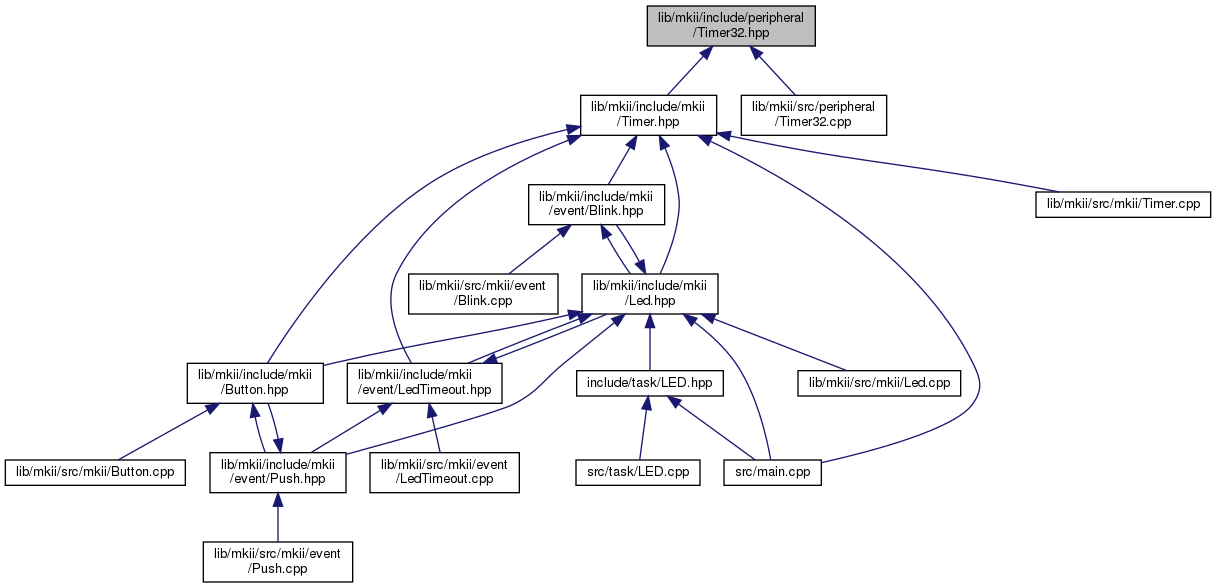 lib/mkii/include/peripheral
/Timer32.hpp
lib/mkii/include/mkii
/Timer.hpp
lib/mkii/src/peripheral
/Timer32.cpp
lib/mkii/include/mkii
/event/Blink.hpp
lib/mkii/src/mkii/Timer.cpp
lib/mkii/src/mkii/event
/Blink.cpp
lib/mkii/include/mkii
/Led.hpp
lib/mkii/include/mkii
/Button.hpp
lib/mkii/include/mkii
/event/LedTimeout.hpp
include/task/LED.hpp
lib/mkii/src/mkii/Led.cpp
lib/mkii/src/mkii/Button.cpp
lib/mkii/include/mkii
/event/Push.hpp
lib/mkii/src/mkii/event
/LedTimeout.cpp
src/task/LED.cpp
src/main.cpp
lib/mkii/src/mkii/event
/Push.cpp